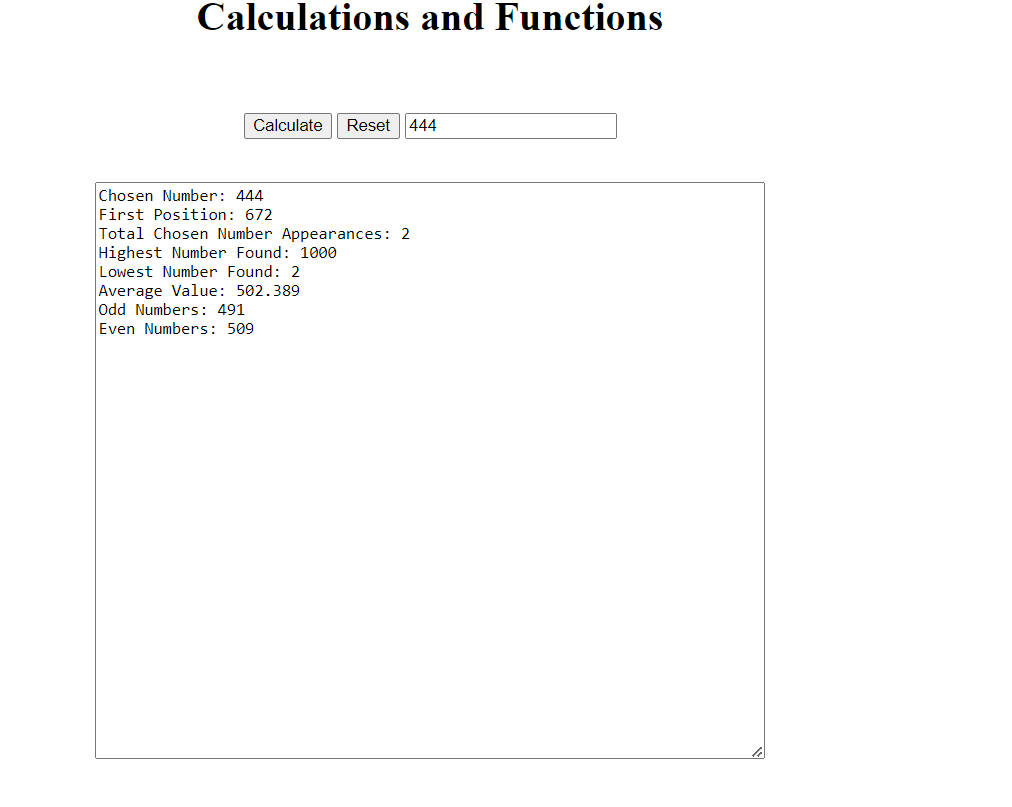 Calculations and Functions
Calculate Reset 444
Chosen Number: 444
First Position: 672
Total Chosen Number Appearances: 2
Highest Number Found: 1000
Lowest Number Found: 2
Average Value: 502.389
Odd Numbers: 491
Even Numbers: 509